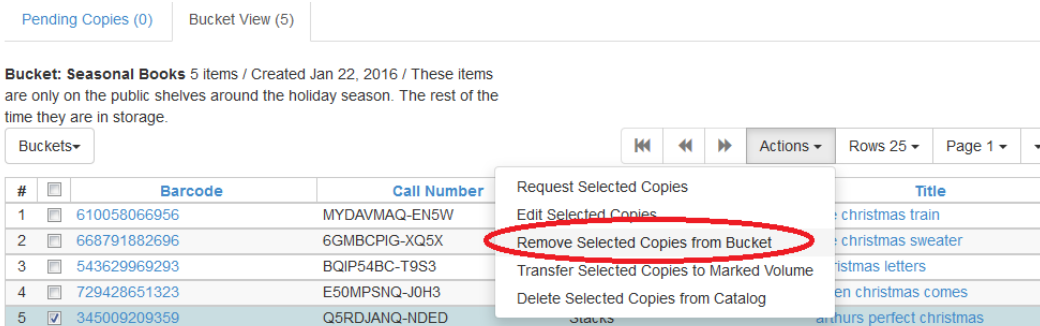 Pending Copies (0) Bucket View (5)
Bucket: Seasonal Books 5 items / Created Jan 22, 2016 / These items
are only on the public shelves around the holiday season. The rest of the
time they are in storage.
Buckets Actions Rows 25 Page 1
# Barcode Call Number Title
1 610058066956 MYDAVMAQ-EN5W christmas train
2 668791882696 6GMBCPIG-XQ5X christmas sweater
3 543629969293 BQIP54BC-T9S3 letters
4 729428651323 E50MPSNQ-J0H3 christmas comes
5 345009209359 Q5RDJANQ-NDED Stacks arthurs perfect christmas
Request Selected Copies
Edit Selected Copies
Remove Selected Copies from Bucket
Transfer Selected Copies to Marked Volume
Delete Selected Copies from Catalog